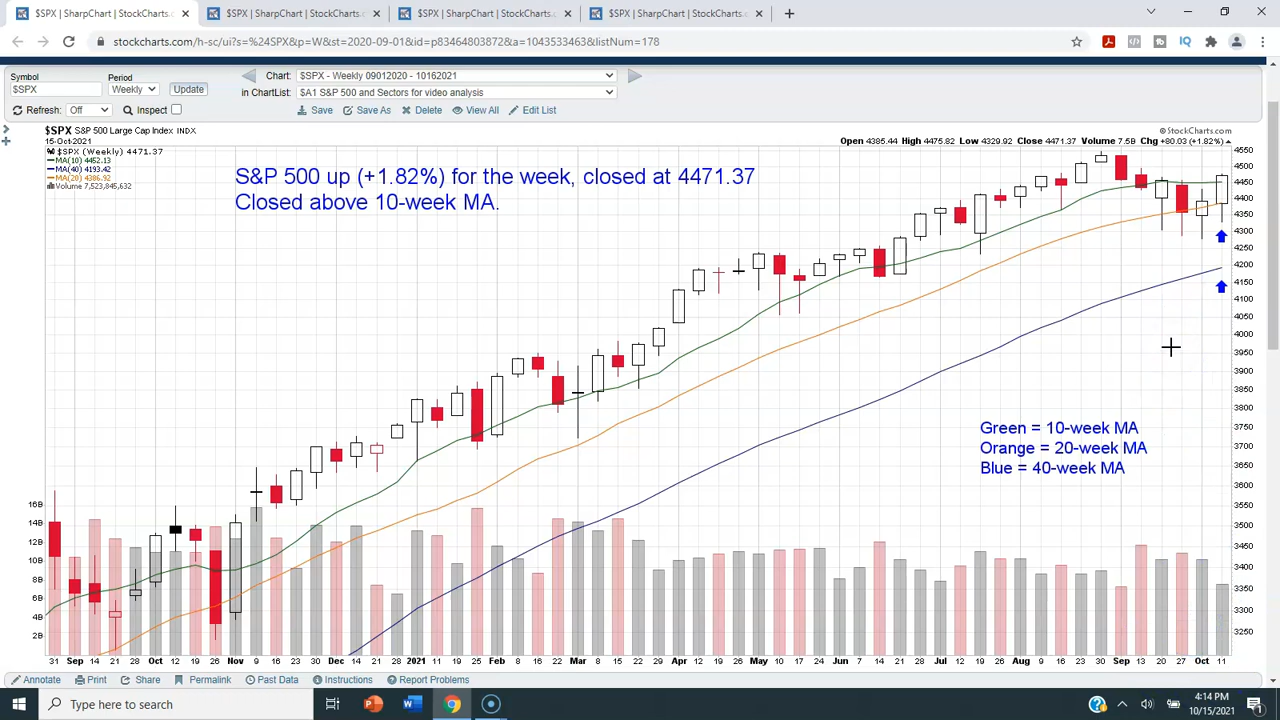 $SPX | SharpChart | StockCharts.com
$SPX | SharpChart | StockCharts.com
$SPX | SharpChart | StockCharts.com
$SPX | SharpChart | StockCharts.com
stockcharts.com/h-sc/ui?s=%24SPX&p=W&st=2020-09-01&id=p83464803872&a=1043533463&listNum=178
Symbol Period
$SPX Weekly Update
Chart: $SPX - Weekly 09012020 - 10162021
in ChartList: $A1 S&P 500 and Sectors for video analysis
Refresh: Off Inspect
Save Save As Delete View All Edit List
$SPX S&P 500 Large Cap Index INDX
© StockCharts.com
15-Oct-2021
Open 4385.44 High 4475.82 Low 4329.92 Close 4471.37 Volume 7.5B Chg +80.03 (+1.82%)
$SPX (Weekly) 4471.37
MA(10) 4452.13
MA(40) 4193.42
MA(20) 4386.92
Volume 7,523,845,632
S&P 500 up (+1.82%) for the week, closed at 4471.37
Closed above 10-week MA.
4550
4500
4450
4400
4350
4300
4250
4200
4150
4100
4050
4000
3950
3900
3850
3800
3750
3700
3650
3600
3550
3500
3450
3400
3350
3300
3250
Green = 10-week MA
Orange = 20-week MA
Blue = 40-week MA
16B
14B
12B
10B
8B
6B
4B
2B
31 Sep 14 21 28 Oct 12 19 26 Nov 9 16 23 Dec 14 21 28 2021 11 19 25 Feb 8 16 22 Mar 8 15 22 29 Apr 12 19 26 May 10 17 24 Jun 7 14 21 Jul 12 19 26 Aug 9 16 23 30 Sep 13 20 27 Oct 11
Annotate Print Share Permalink Past Data Instructions Report Problems
Type here to search
4:14 PM
10/15/2021